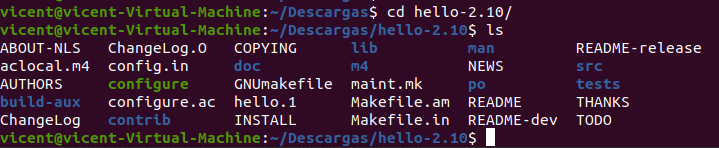 vicent@vicent-Virtual-Machine:~/Descargas$ cd hello-2.10/
vicent@vicent-Virtual-Machine:~/Descargas/hello-2.10$ ls
ABOUT-NLS ChangeLog.O COPYING lib man README-release
aclocal.m4 config.in doc m4 NEWS src
AUTHORS configure GNUmakefile maint.mk po tests
build-aux configure.ac hello.1 Makefile.am README THANKS
ChangeLog contrib INSTALL Makefile.in README-dev TODO
vicent@vicent-Virtual-Machine:~/Descargas/hello-2.10$